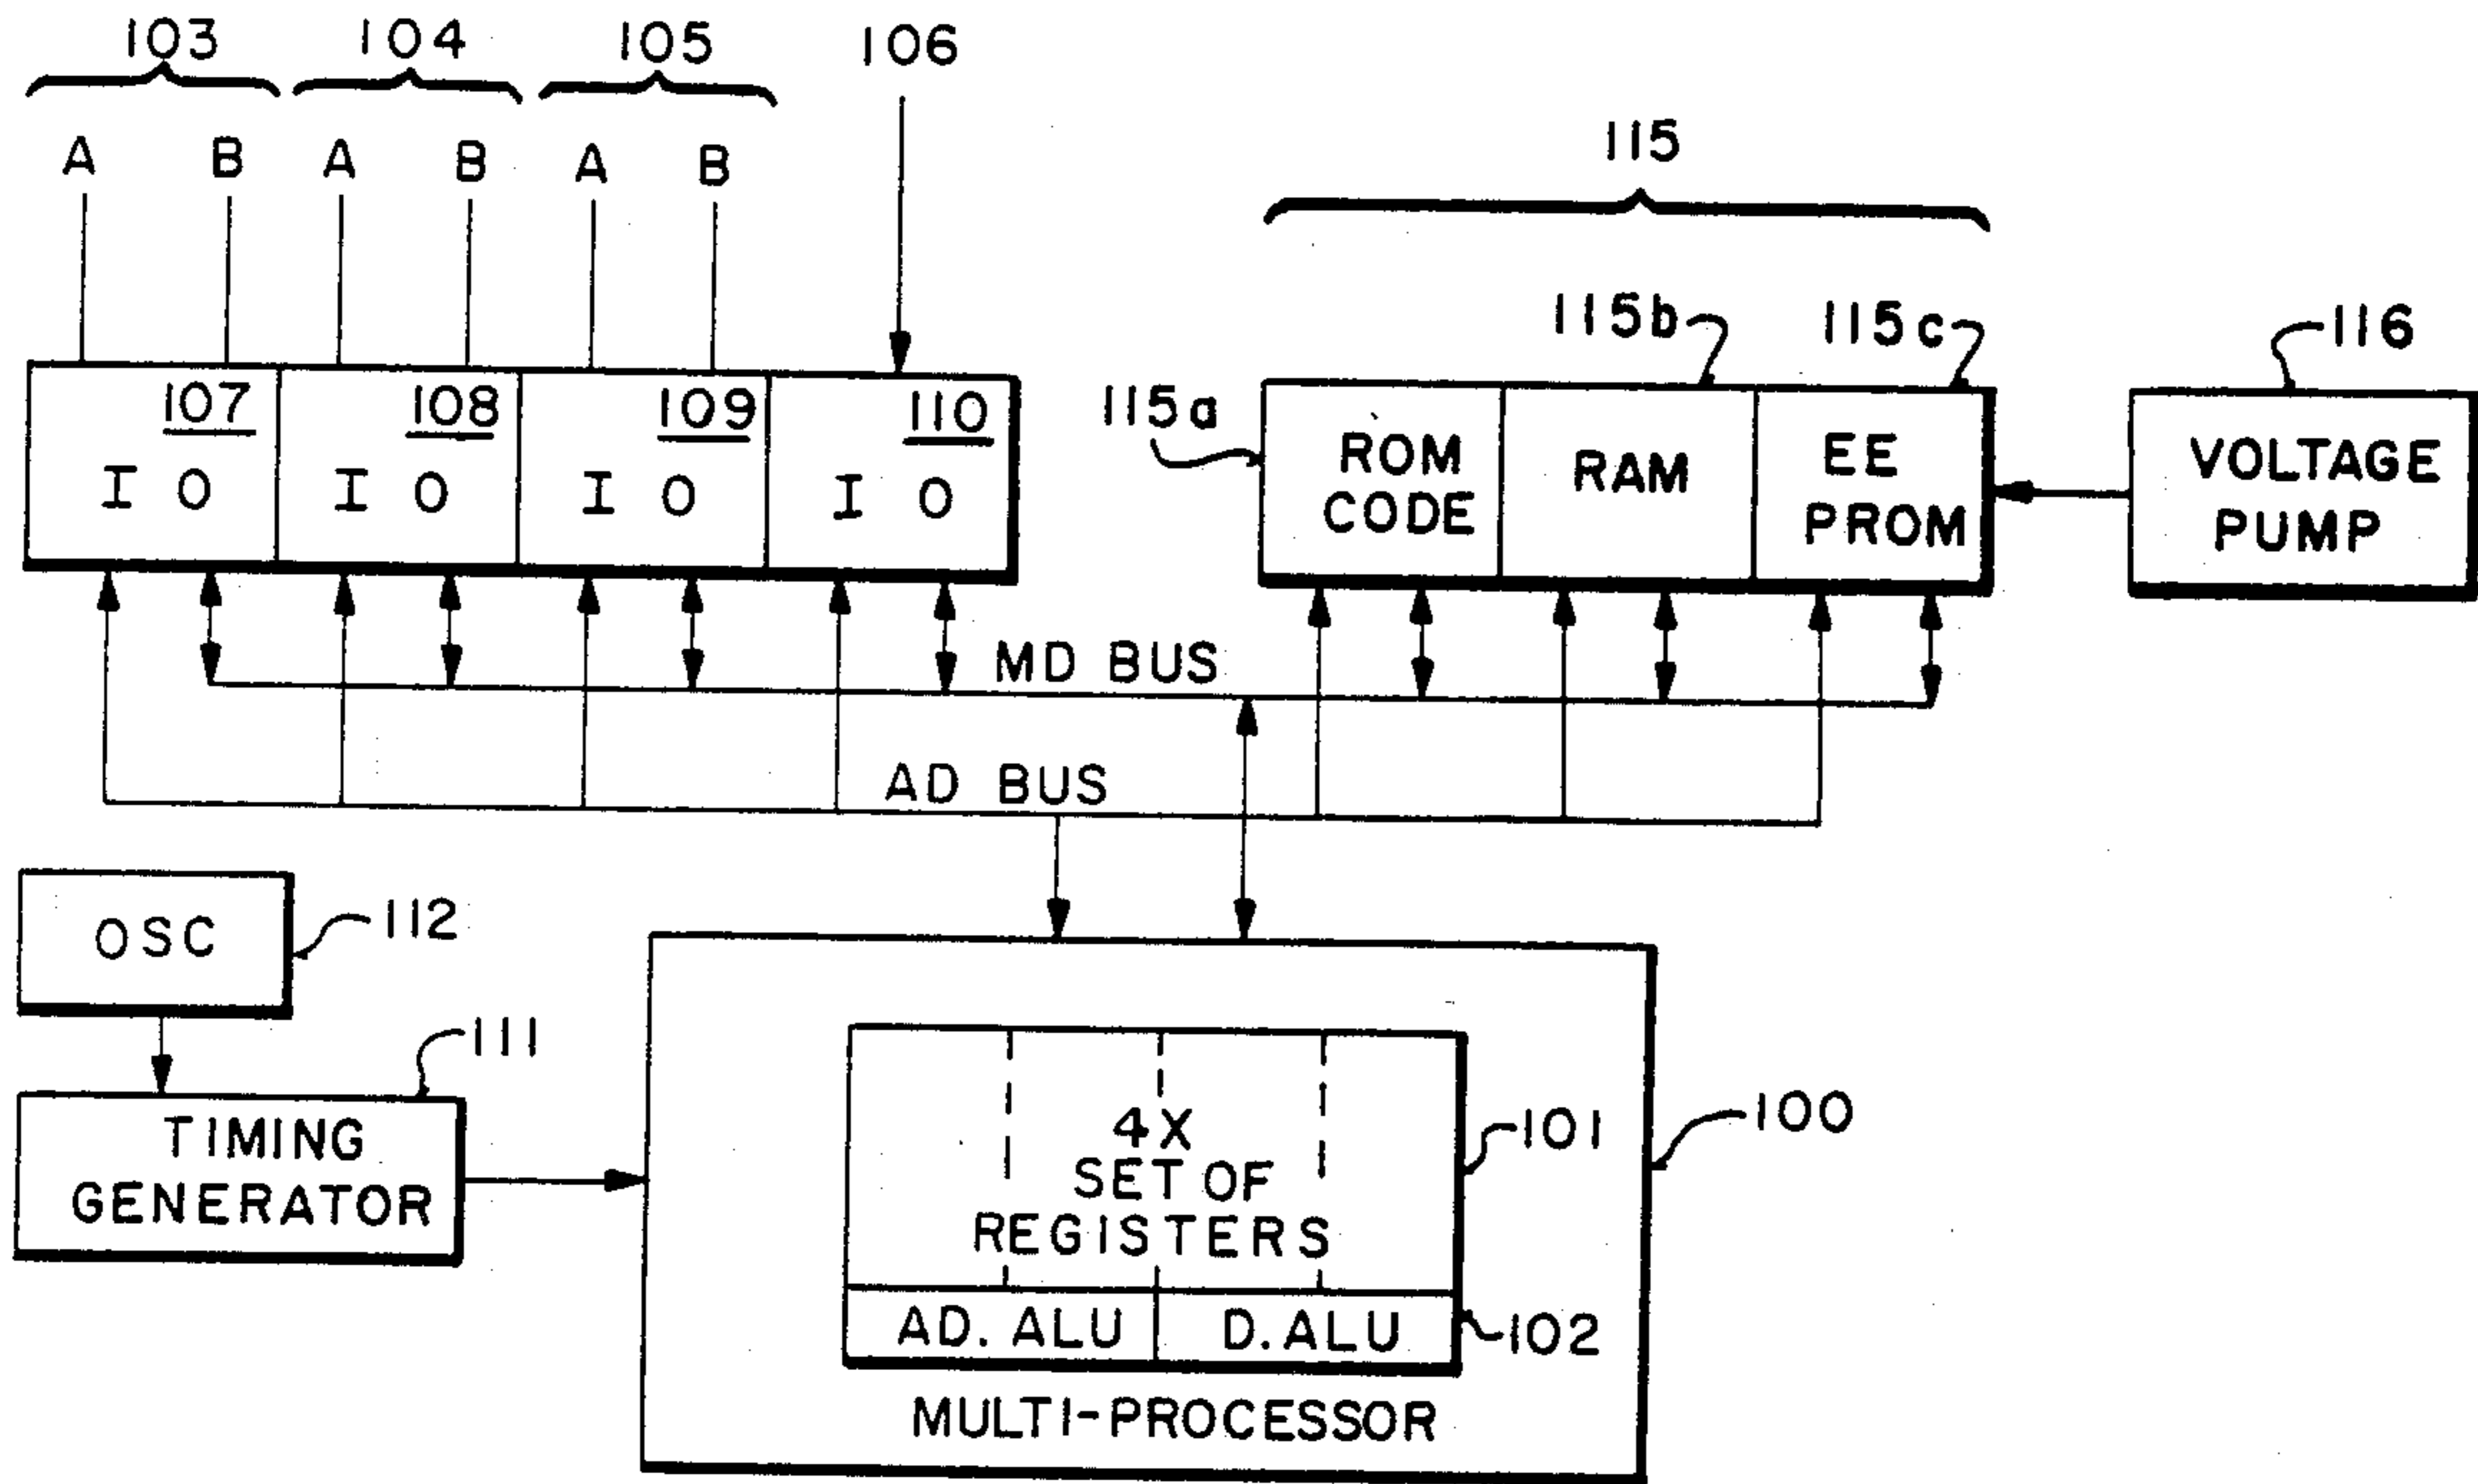 103 104 105 106
A B A B A B
115
115b 115c 116
107 108 109 110
115a
I O I O I O I O
ROM
CODE
RAM
EE
PROM
VOLTAGE
PUMP
MD BUS
AD BUS
OSC
112
111
TIMING
GENERATOR
4X
SET OF
REGISTERS
101
100
AD. ALU D. ALU
102
MULTI-PROCESSOR